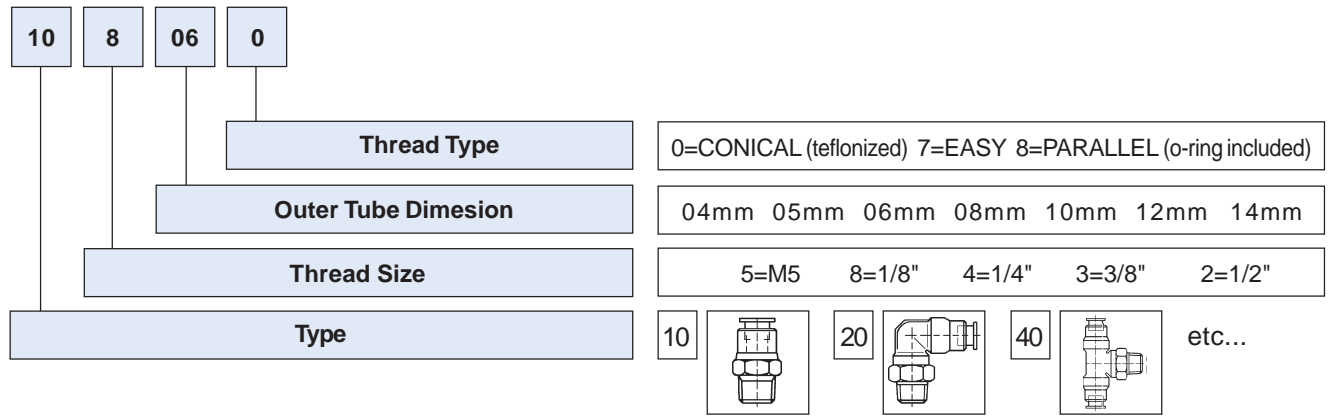 10 8 06 0
Thread Type 0=CONICAL (teflonized) 7=EASY 8=PARALLEL (o-ring included)
Outer Tube Dimesion 04mm 05mm 06mm 08mm 10mm 12mm 14mm
Thread Size 5=M5 8=1/8" 4=1/4" 3=3/8" 2=1/2"
Type 10 20 40 etc...